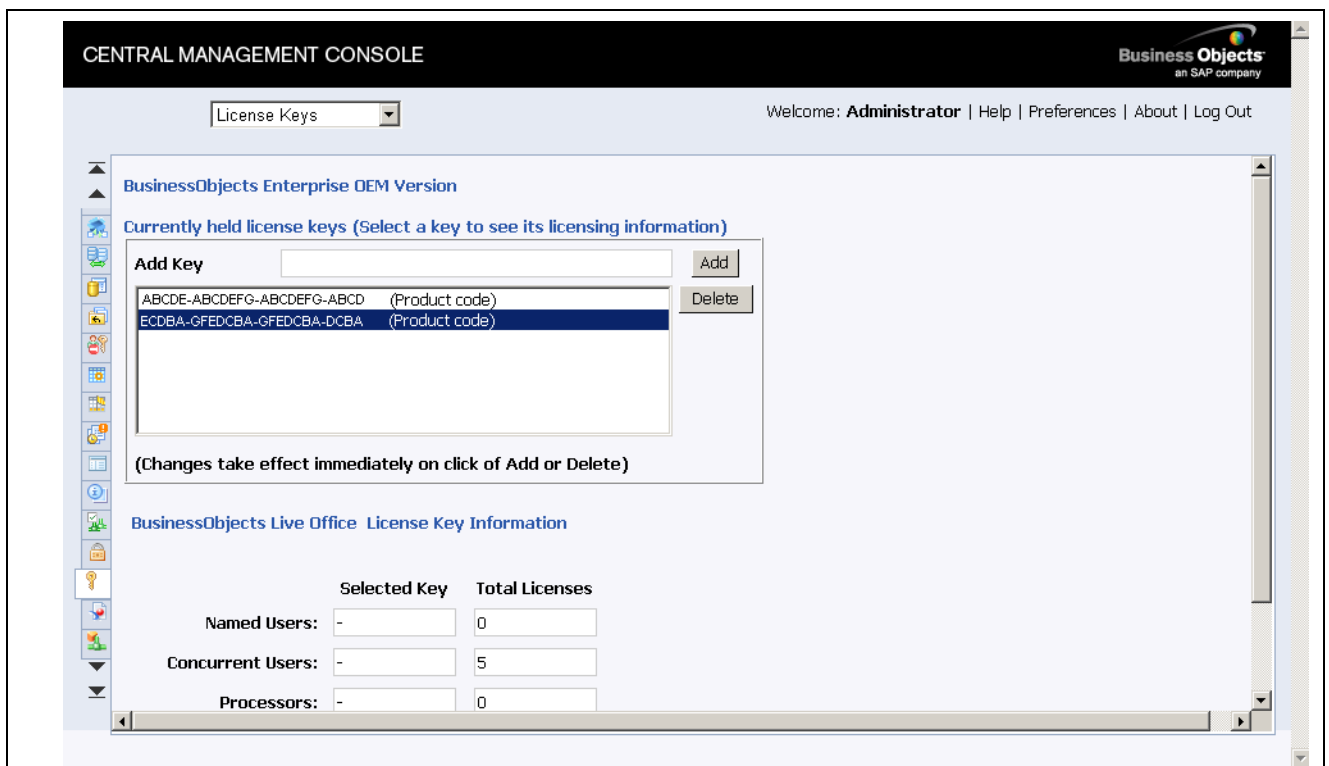 CENTRAL MANAGEMENT CONSOLE
Business Objects
an SAP company
License Keys
Welcome: Administrator | Help | Preferences | About | Log Out
BusinessObjects Enterprise OEM Version
Currently held license keys (Select a key to see its licensing information)
Add Key Add
ABCDE-ABCDEFG-ABCDEFG-ABCD (Product code) Delete
ECDBA-GFEDCBA-GFEDCBA-DCBA (Product code)
(Changes take effect immediately on click of Add or Delete)
BusinessObjects Live Office License Key Information
Selected Key Total Licenses
Named Users: - 0
Concurrent Users: - 5
Processors: - 0